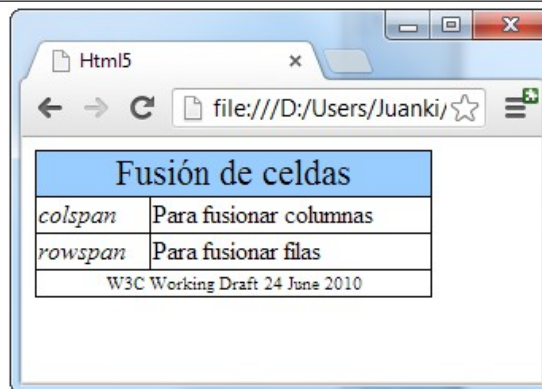 Html5
file:///D:/Users/Juanki/
Fusión de celdas
colspan Para fusionar columnas
rowspan Para fusionar filas
W3C Working Draft 24 June 2010